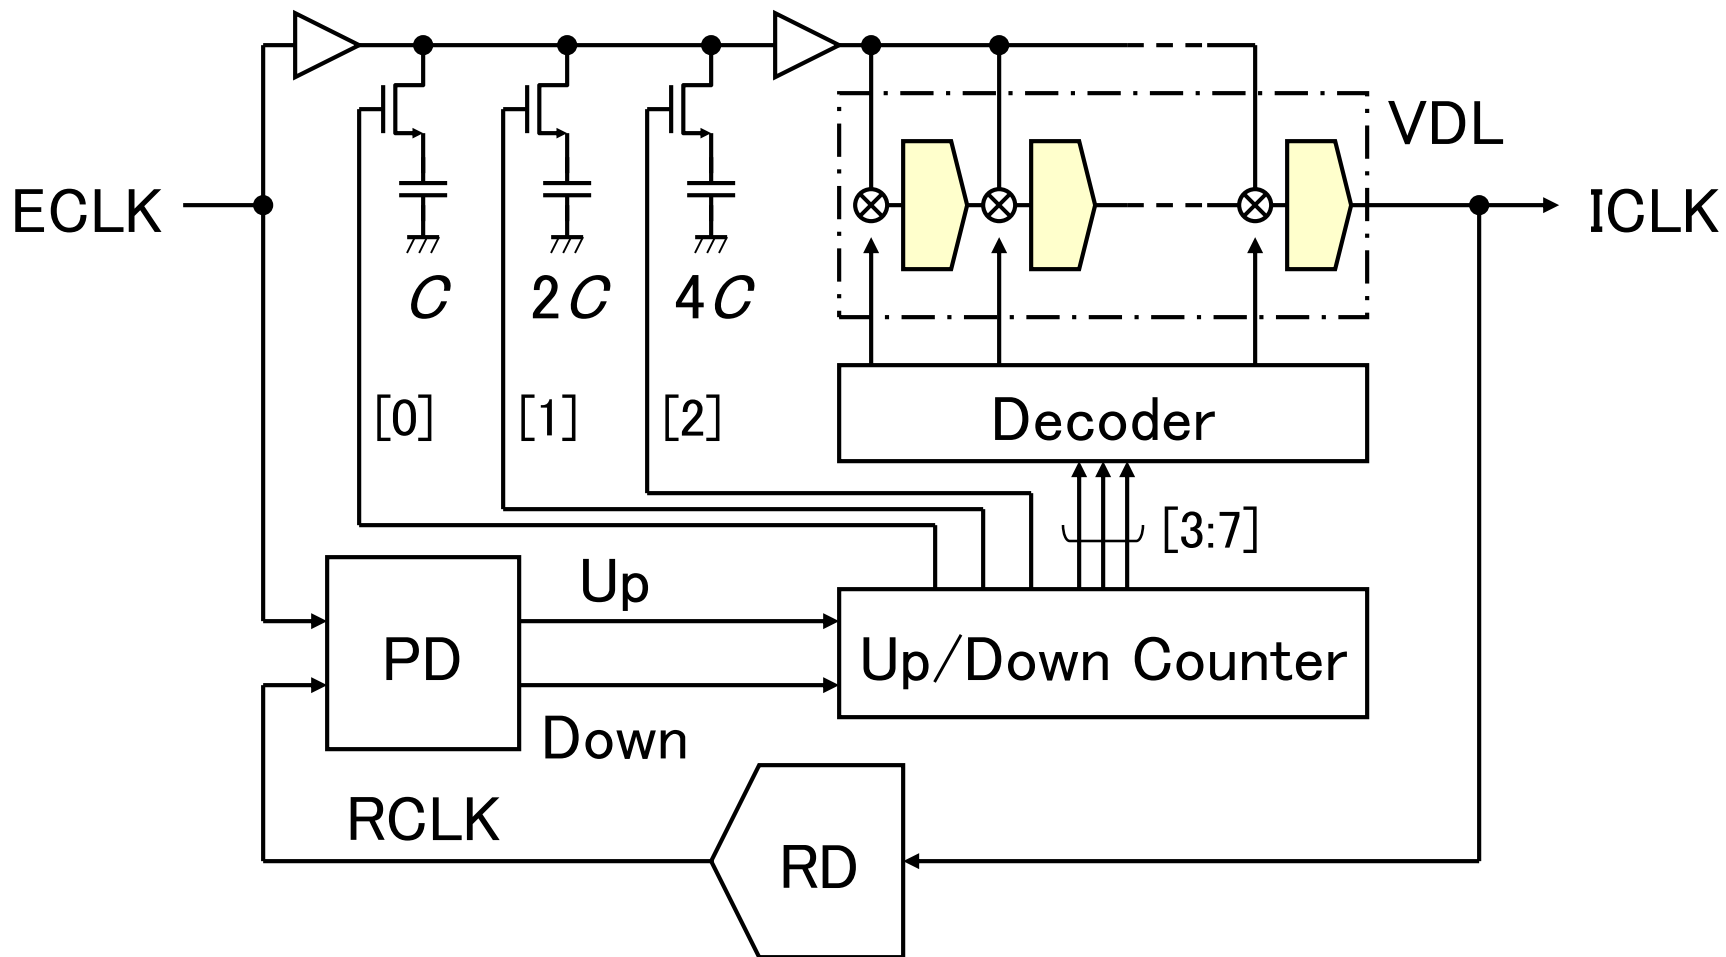 VDL
ECLK
ICLK
C
2C
4C
[0]
[1]
[2]
Decoder
[3:7]
Up
PD
Up/Down Counter
Down
RCLK
RD